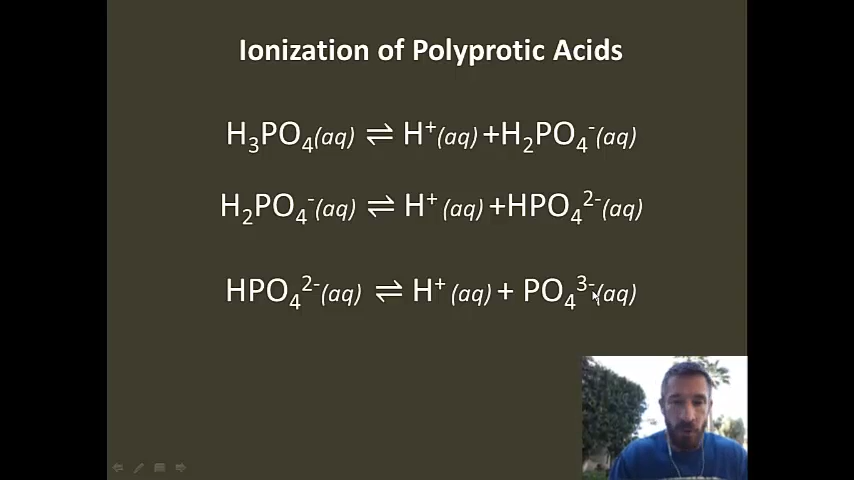 Ionization of Polyprotic Acids
H₃PO₄(aq) ⇌ H⁺(aq) +H₂PO₄⁻(aq)
H₂PO₄⁻(aq) ⇌ H⁺ (aq) +HPO₄²⁻(aq)
HPO₄²⁻(aq) ⇌ H⁺ (aq) + PO₄³⁻(aq)